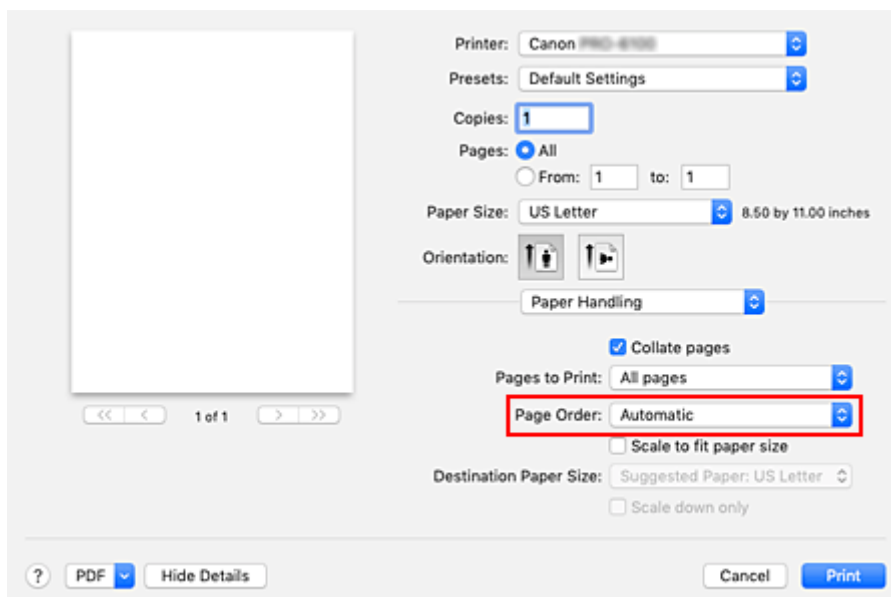 Printer: Canon
Presets: Default Settings
Copies: 1
Pages: All
From: 1 to: 1
Paper Size: US Letter 8.50 by 11.00 inches
Orientation:
Paper Handling
Collate pages
Pages to Print: All pages
1 of 1
Page Order: Automatic
Scale to fit paper size
Destination Paper Size: Suggested Paper: US Letter
Scale down only
? PDF Hide Details Cancel Print